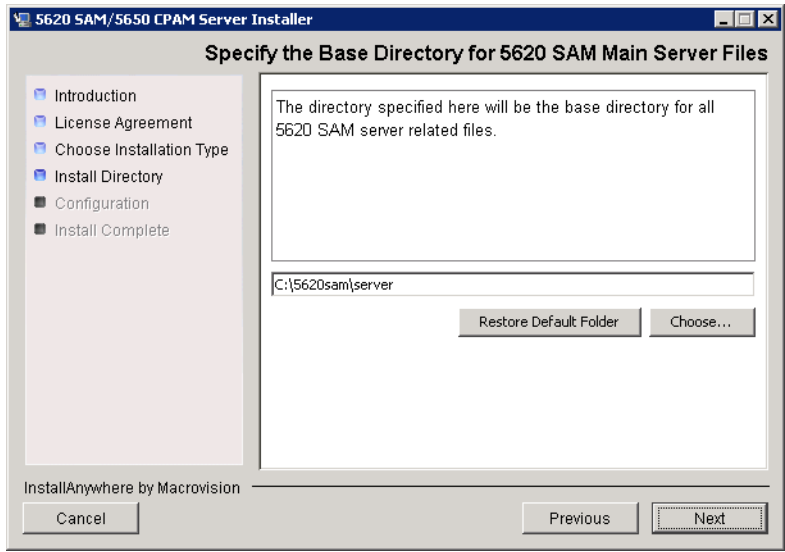 5620 SAM/5650 CPAM Server Installer
Specify the Base Directory for 5620 SAM Main Server Files
Introduction
License Agreement
Choose Installation Type
Install Directory
Configuration
Install Complete
The directory specified here will be the base directory for all
5620 SAM server related files.
C:\5620sam\server
Restore Default Folder
Choose...
InstallAnywhere by Macrovision
Cancel
Previous
Next